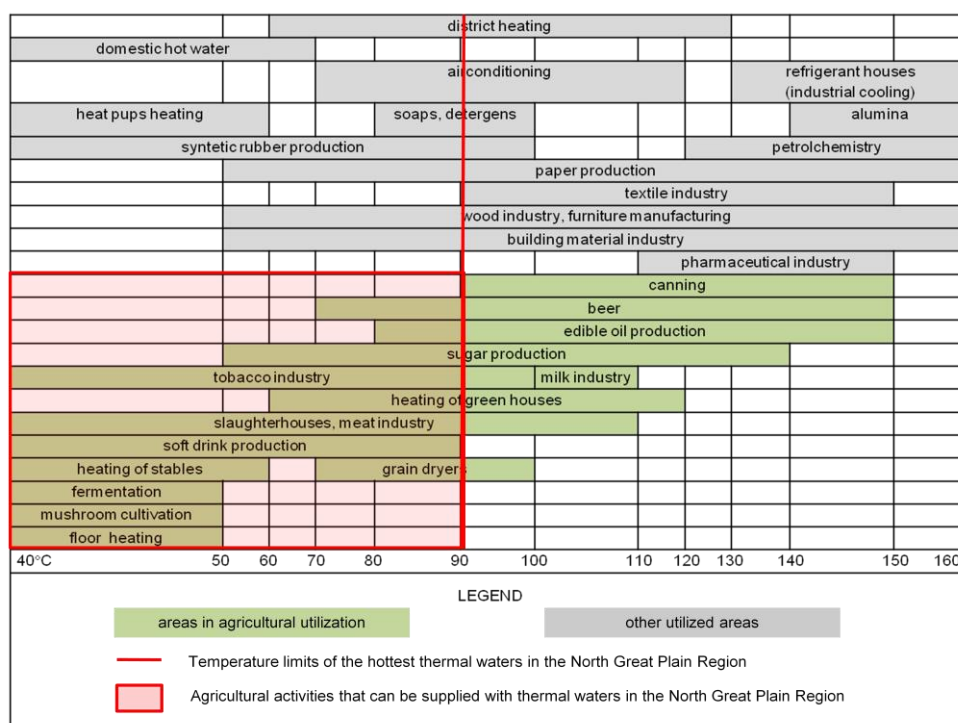 district heating
domestic hot water
airconditioning
refrigerant houses
(industrial cooling)
heat pups heating
soaps, detergens
alumina
syntetic rubber production
petrolchemistry
paper production
textile industry
wood industry, furniture manufacturing
building material industry
pharmaceutical industry
canning
beer
edible oil production
sugar production
tobacco industry
milk industry
heating of green houses
slaughterhouses, meat industry
soft drink production
heating of stables
grain dryers
fermentation
mushroom cultivation
floor heating
40°C 50 60 70 80 90 100 110 120 130 140 150 160
LEGEND
areas in agricultural utilization
other utilized areas
Temperature limits of the hottest thermal waters in the North Great Plain Region
Agricultural activities that can be supplied with thermal waters in the North Great Plain Region